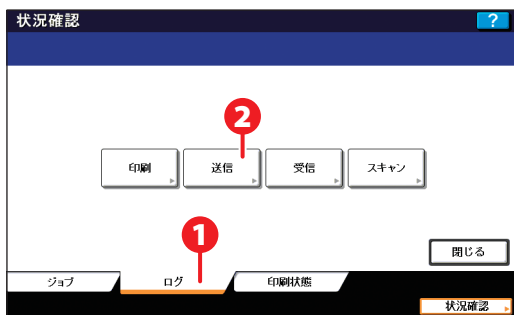 状況確認 ?
2
印刷 送信 受信 スキャン
1
閉じる
ジョブ ログ 印刷状態
状況確認